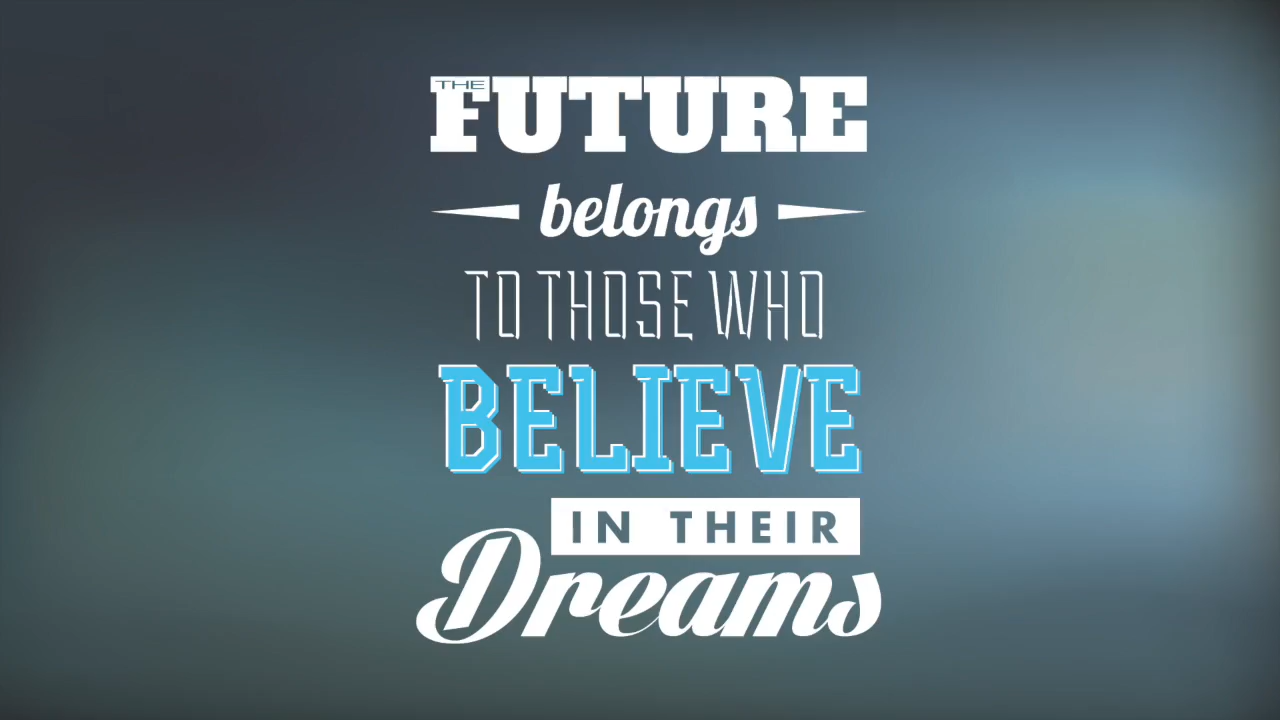 THE
FUTURE
belongs
TO THOSE WHO
BELIEVE
IN THEIR
Dreams